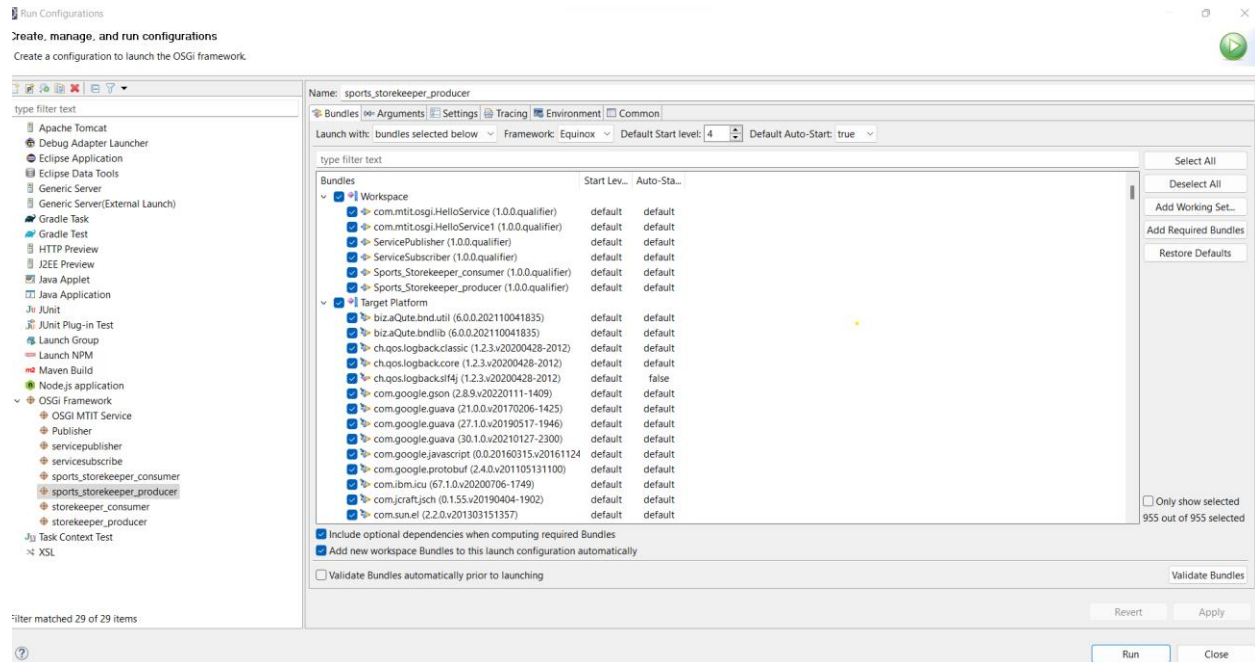 Run Configurations
Create, manage, and run configurations
Create a configuration to launch the OSGi framework.
type filter text
Apache Tomcat
Debug Adapter Launcher
Eclipse Application
Eclipse Data Tools
Generic Server
Generic Server(External Launch)
Gradle Task
Gradle Test
HTTP Preview
J2EE Preview
Java Applet
Java Application
JUnit
JUnit Plug-in Test
Launch Group
Launch NPM
Maven Build
Node.js application
OSGi Framework
OSGI MTIT Service
Publisher
servicepublisher
servicesubscribe
sports_storekeeper_consumer
sports_storekeeper_producer
storekeeper_consumer
storekeeper_producer
Task Context Test
XSL
Filter matched 29 of 29 items
Name: sports_storekeeper_producer
Bundles Arguments Settings Tracing Environment Common
Launch with: bundles selected below Framework: Equinox Default Start level: 4 Default Auto-Start: true
type filter text
Bundles Start Lev... Auto-Sta...
Workspace
com.mtit.osgi.HelloService (1.0.0.qualifier) default default
com.mtit.osgi.HelloService1 (1.0.0.qualifier) default default
ServicePublisher (1.0.0.qualifier) default default
ServiceSubscriber (1.0.0.qualifier) default default
Sports_Storekeeper_consumer (1.0.0.qualifier) default default
Sports_Storekeeper_producer (1.0.0.qualifier) default default
Target Platform
biz.aQute.bnd.util (6.0.0.202110041835) default default
biz.aQute.bndlib (6.0.0.202110041835) default default
ch.qos.logback.classic (1.2.3.v20200428-2012) default default
ch.qos.logback.core (1.2.3.v20200428-2012) default default
ch.qos.logback.slf4j (1.2.3.v20200428-2012) default false
com.google.gson (2.8.9.v20220111-1409) default default
com.google.guava (21.0.0.v20170206-1425) default default
com.google.guava (27.1.0.v20190517-1946) default default
com.google.guava (30.1.0.v20210127-2300) default default
com.google.javascript (0.0.20160315.v20161124 default default
com.google.protobuf (2.4.0.v201105131100) default default
com.ibm.icu (67.1.0.v20200706-1749) default default
com.jcraft.jsch (0.1.55.v20190404-1902) default default
com.sun.el (2.2.0.v201303151357) default default
Select All
Deselect All
Add Working Set...
Add Required Bundles
Restore Defaults
Only show selected
955 out of 955 selected
Include optional dependencies when computing required Bundles
Add new workspace Bundles to this launch configuration automatically
Validate Bundles automatically prior to launching
Validate Bundles
Revert Apply
Run Close